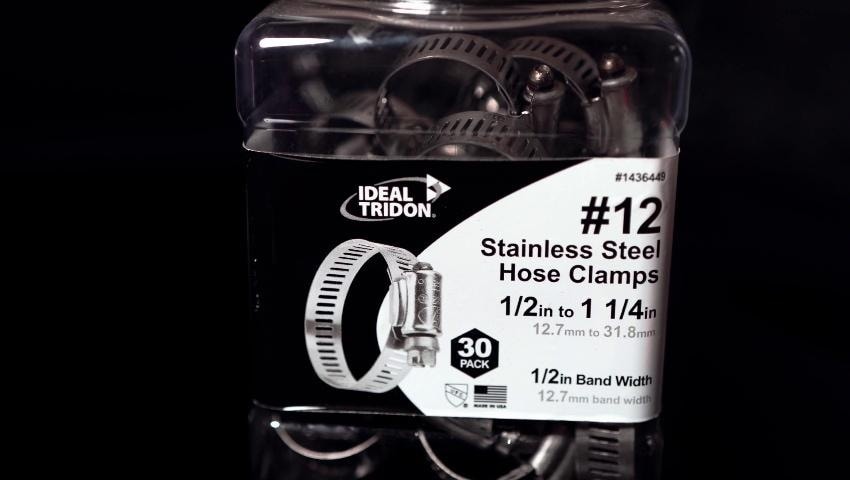 #1436449
IDEAL
TRIDON®
#12
Stainless Steel
Hose Clamps
1/2in to 1 1/4in
12.7mm to 31.8mm
30
PACK
1/2in Band Width
12.7mm band width
UPC®
MADE IN USA